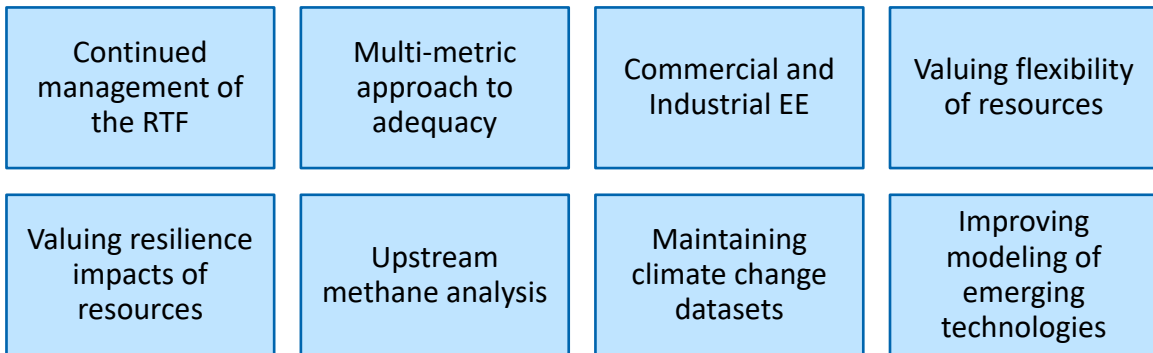 Continued
management of
the RTF
Multi-metric
approach to
adequacy
Commercial and
Industrial EE
Valuing flexibility
of resources
Valuing resilience
impacts of
resources
Upstream
methane analysis
Maintaining
climate change
datasets
Improving
modeling of
emerging
technologies